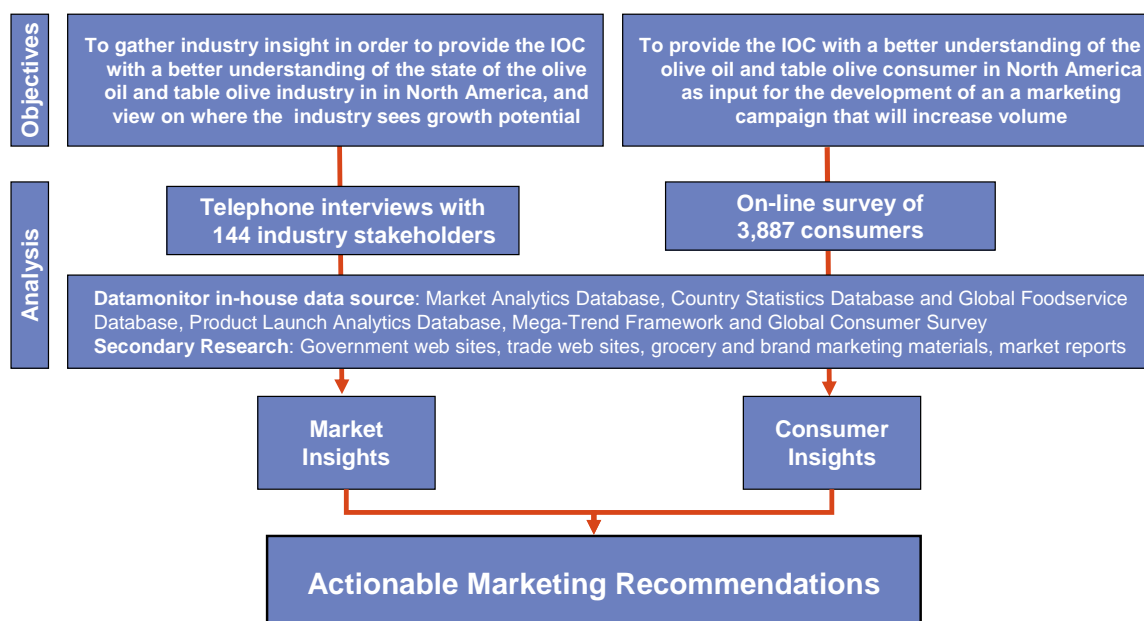 Objectives
To gather industry insight in order to provide the IOC
with a better understanding of the state of the olive
oil and table olive industry in in North America, and
view on where the industry sees growth potential
To provide the IOC with a better understanding of the
olive oil and table olive consumer in North America
as input for the development of an a marketing
campaign that will increase volume
Analysis
Telephone interviews with
144 industry stakeholders
On-line survey of
3,887 consumers
Datamonitor in-house data source: Market Analytics Database, Country Statistics Database and Global Foodservice
Database, Product Launch Analytics Database, Mega-Trend Framework and Global Consumer Survey
Secondary Research: Government web sites, trade web sites, grocery and brand marketing materials, market reports
Market
Insights
Consumer
Insights
Actionable Marketing Recommendations